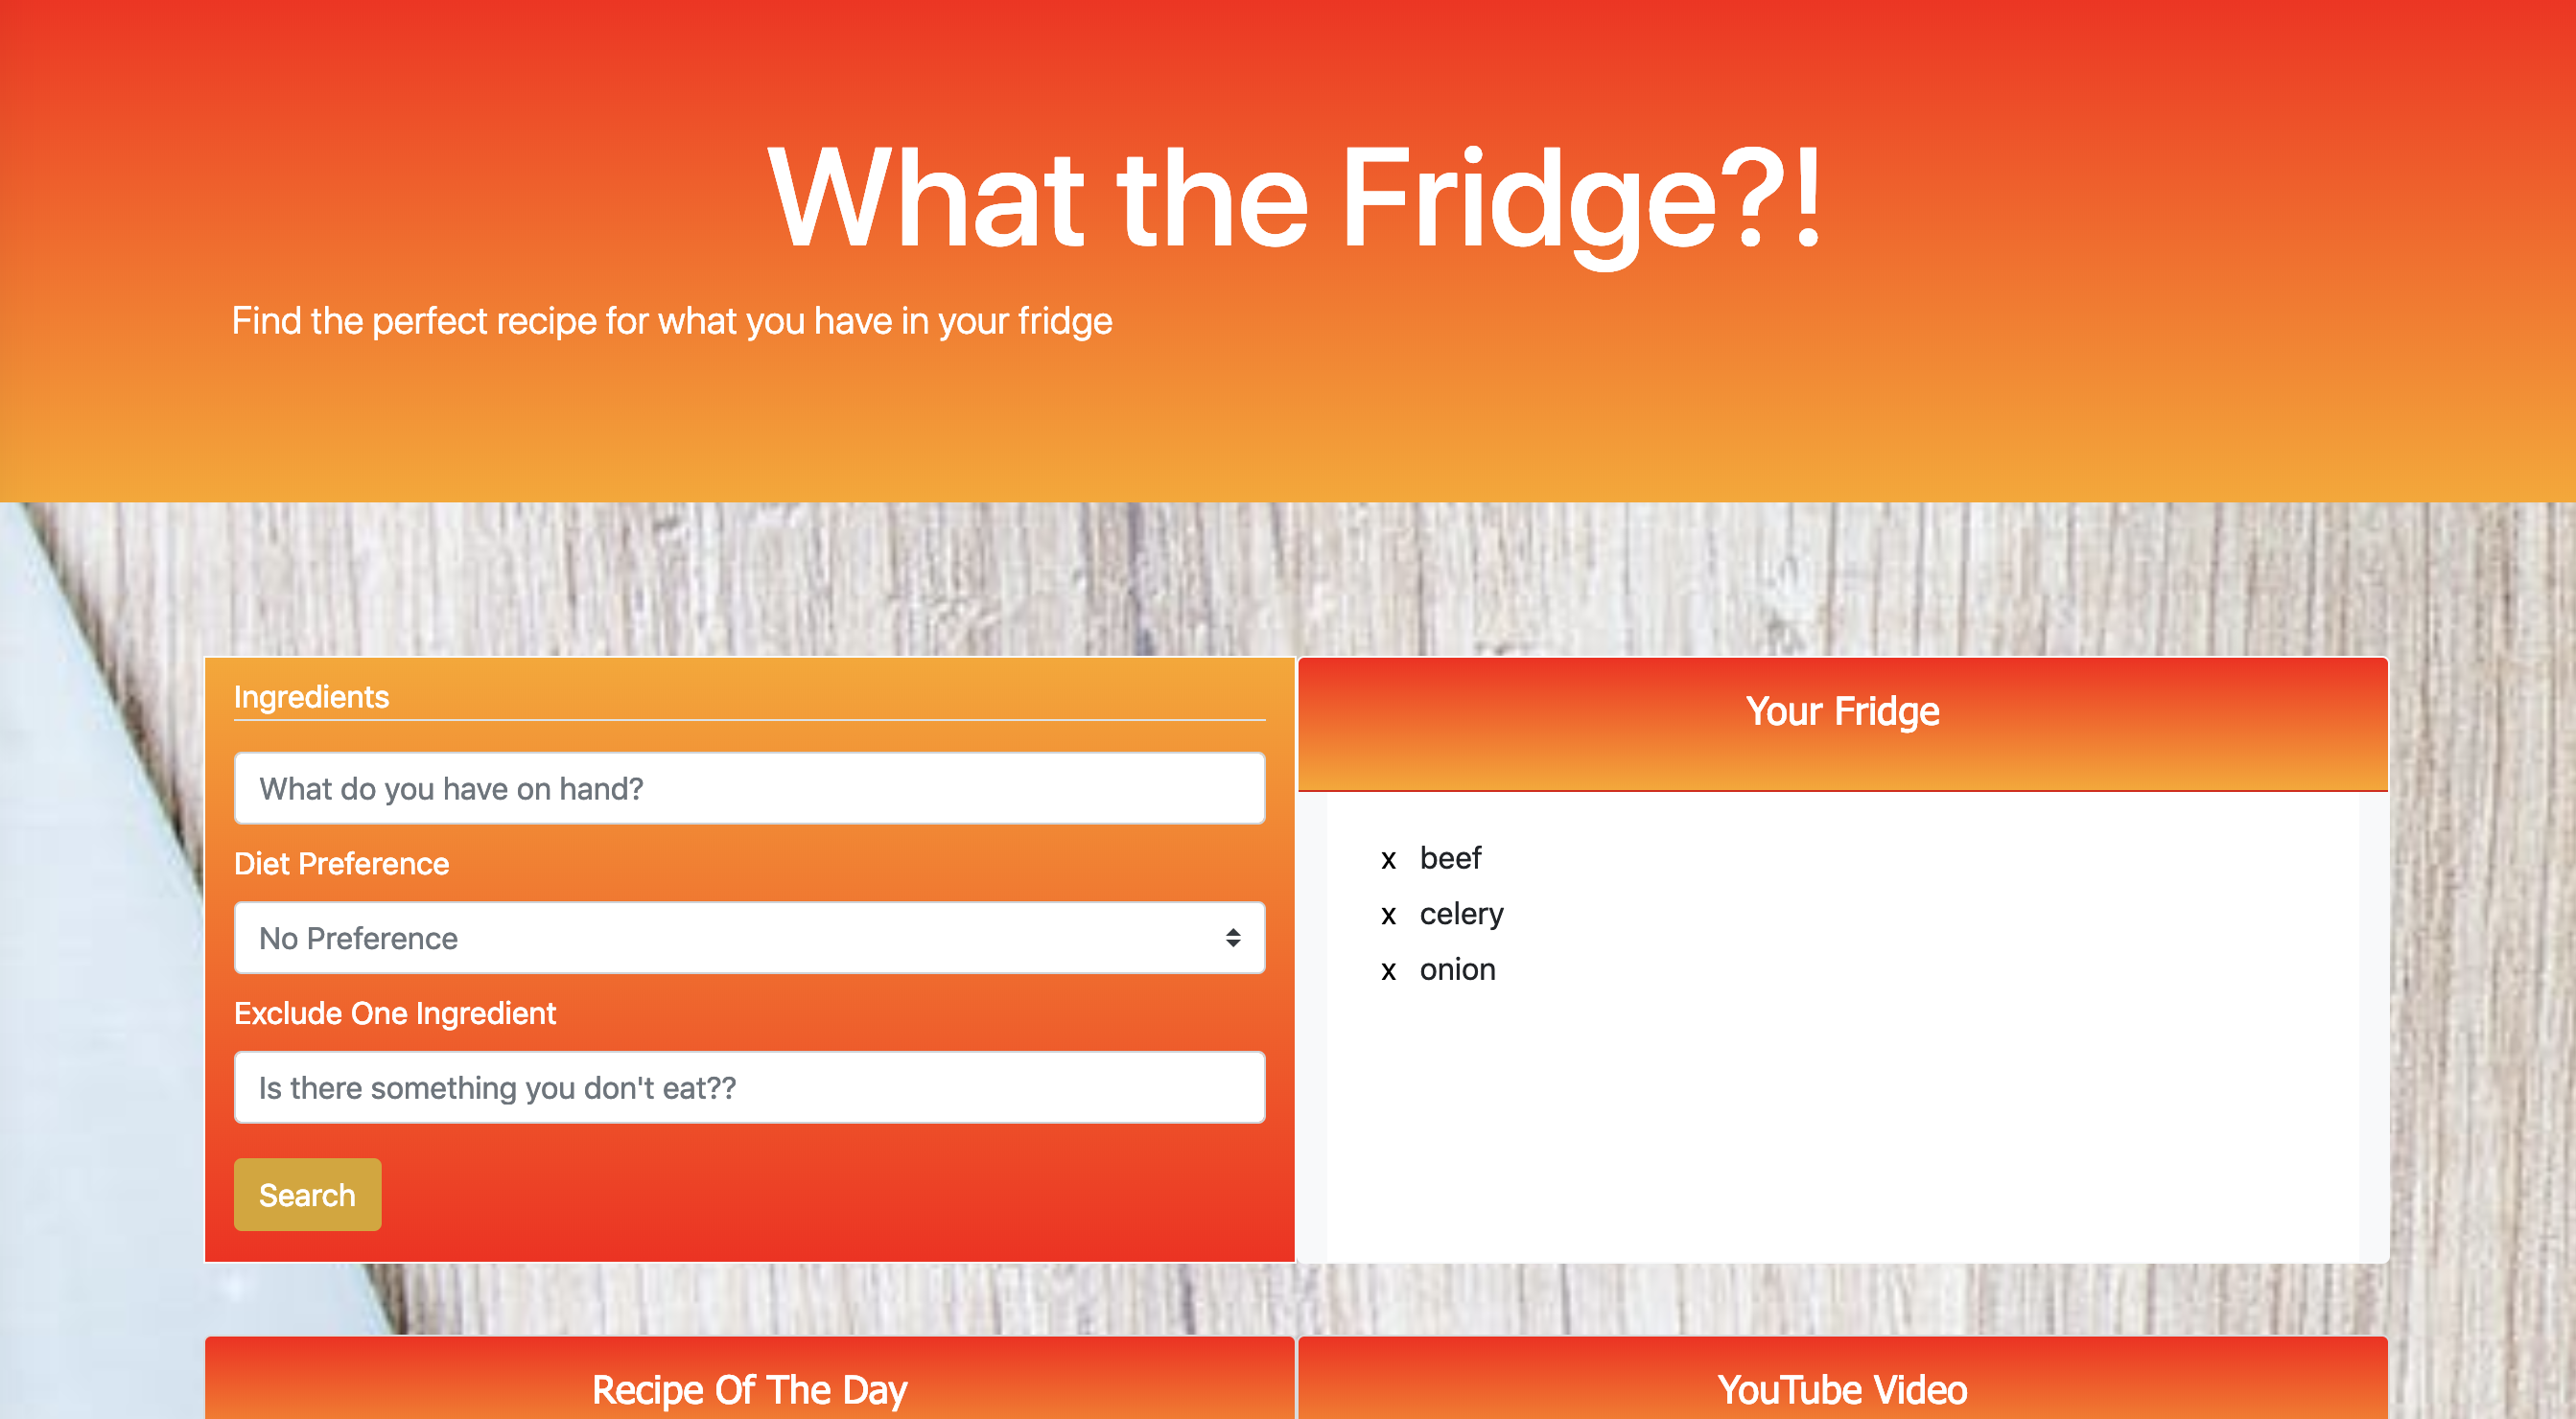 What the Fridge?!
Find the perfect recipe for what you have in your fridge
Ingredients
What do you have on hand?
Diet Preference
No Preference
Exclude One Ingredient
Is there something you don't eat??
Search
Your Fridge
x beef
x celery
x onion
Recipe Of The Day
YouTube Video